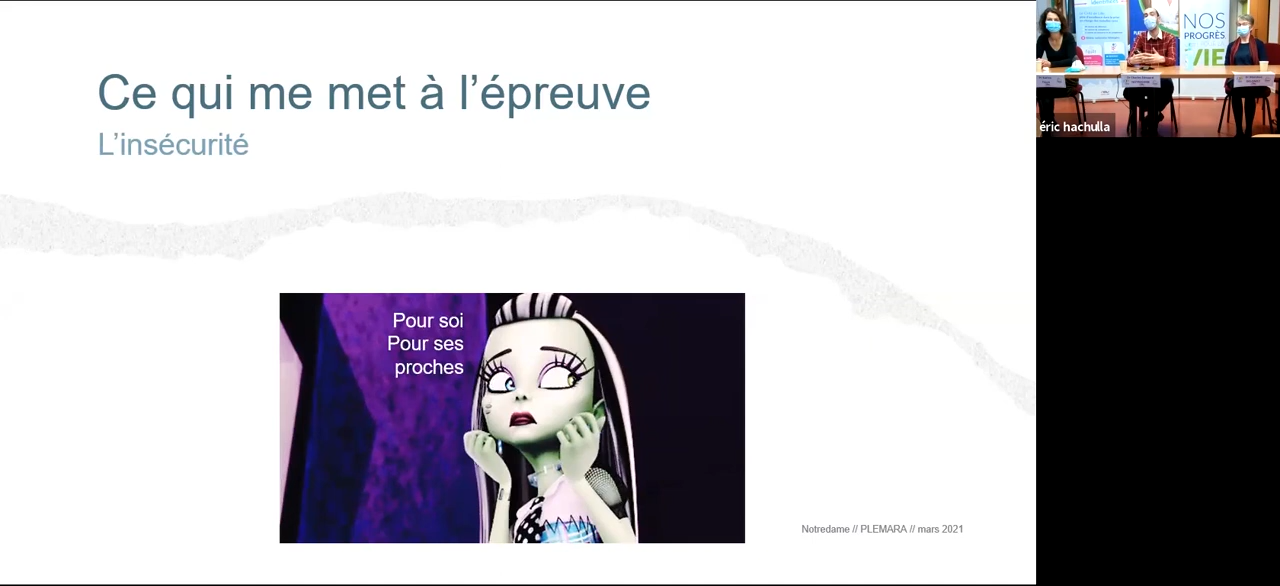 Ce qui me met à l’épreuve
L’insécurité
Pour soi
Pour ses
proches
Notredame // PLEMARA // mars 2021
NOS
PROGRÈS
VIE
éric hachulla